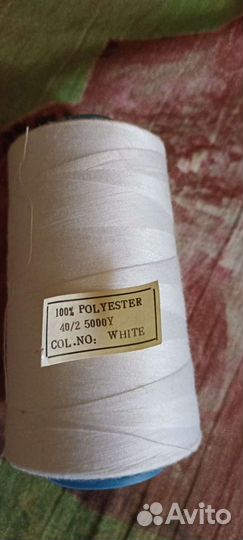 100% POLYESTER
40/2 5000Y
COL.NO: WHITE
Avito